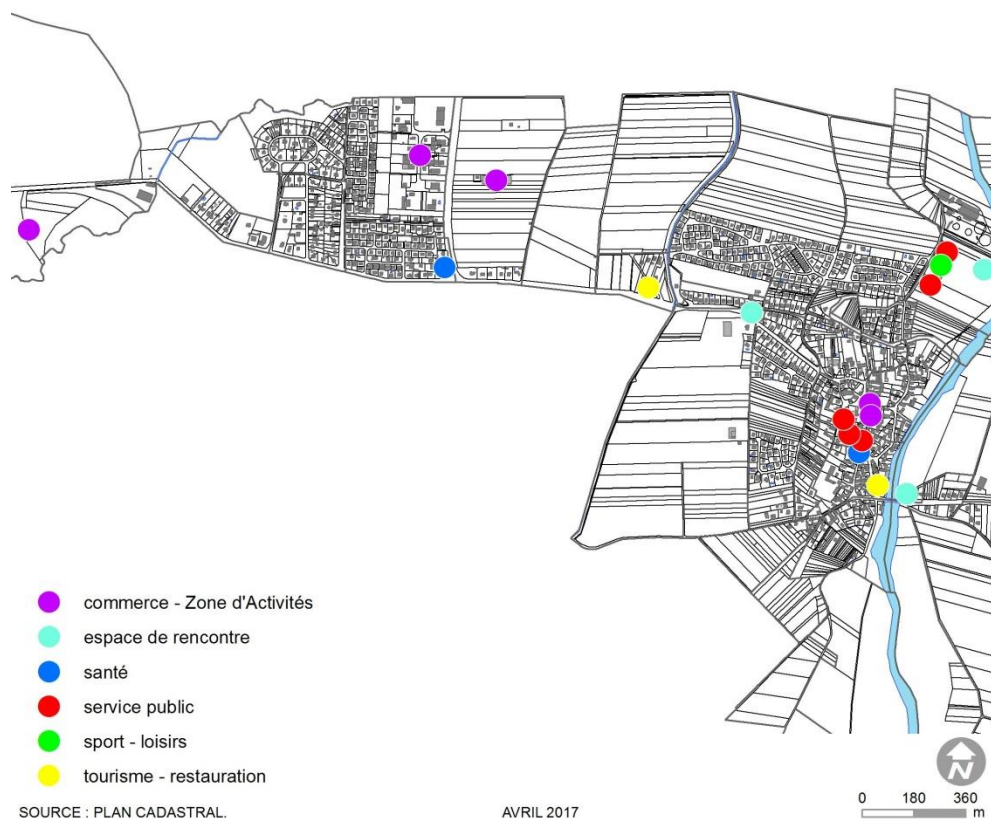 commerce - Zone d'Activités
espace de rencontre
santé
service public
sport - loisirs
tourisme - restauration
N
0 180 360
m
SOURCE : PLAN CADASTRAL.
AVRIL 2017